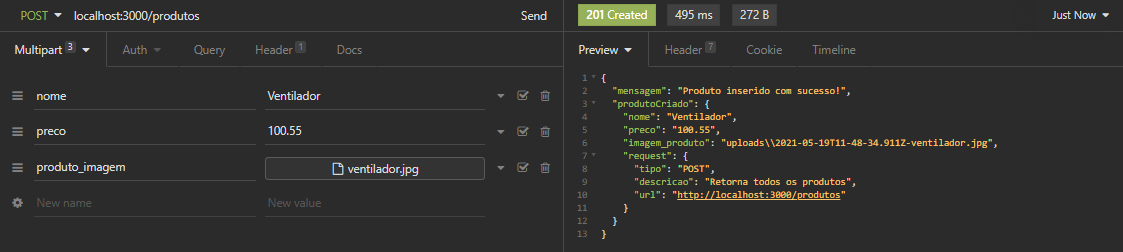 POST localhost:3000/produtos Send
201 Created 495 ms 272 B Just Now
Multipart 3 Auth Query Header 1 Docs
Preview Header 7 Cookie Timeline
nome Ventilador
preco 100.55
produto_imagem ventilador.jpg
New name New value
1 {
2 "mensagem": "Produto inserido com sucesso!",
3 "produtoCriado": {
4 "nome": "Ventilador",
5 "preco": "100.55",
6 "imagem_produto": "uploads\\2021-05-19T11-48-34.911Z-ventilador.jpg",
7 "request": {
8 "tipo": "POST",
9 "descricao": "Retorna todos os produtos",
10 "url": "http://localhost:3000/produtos"
11 }
12 }
13 }